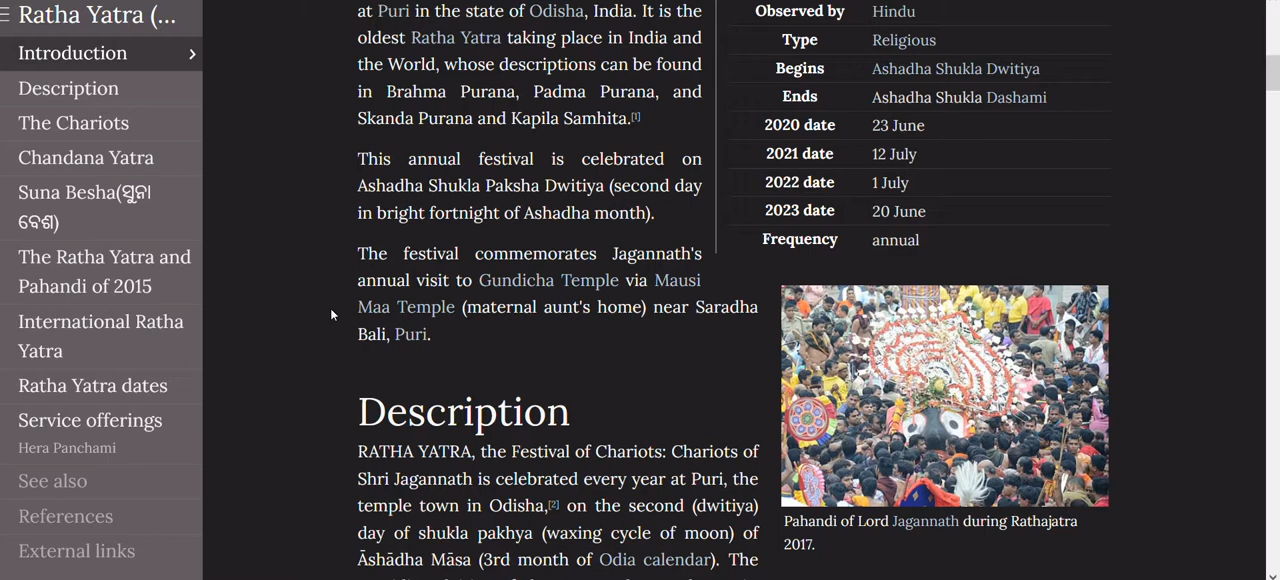 Ratha Yatra (...
Introduction
Description
The Chariots
Chandana Yatra
Suna Besha(ସୁନା
ବେଶ)
The Ratha Yatra and
Pahandi of 2015
International Ratha
Yatra
Ratha Yatra dates
Service offerings
Hera Panchami
See also
References
External links
at Puri in the state of Odisha, India. It is the
oldest Ratha Yatra taking place in India and
the World, whose descriptions can be found
in Brahma Purana, Padma Purana, and
Skanda Purana and Kapila Samhita.[1]
This annual festival is celebrated on
Ashadha Shukla Paksha Dwitiya (second day
in bright fortnight of Ashadha month).
The festival commemorates Jagannath's
annual visit to Gundicha Temple via Mausi
Maa Temple (maternal aunt's home) near Saradha
Bali, Puri.
Description
RATHA YATRA, the Festival of Chariots: Chariots of
Shri Jagannath is celebrated every year at Puri, the
temple town in Odisha,[2] on the second (dwitiya)
day of shukla pakhya (waxing cycle of moon) of
Āshādha Māsa (3rd month of Odia calendar). The
Observed by Hindu
Type Religious
Begins Ashadha Shukla Dwitiya
Ends Ashadha Shukla Dashami
2020 date 23 June
2021 date 12 July
2022 date 1 July
2023 date 20 June
Frequency annual
Pahandi of Lord Jagannath during Rathajatra
2017.